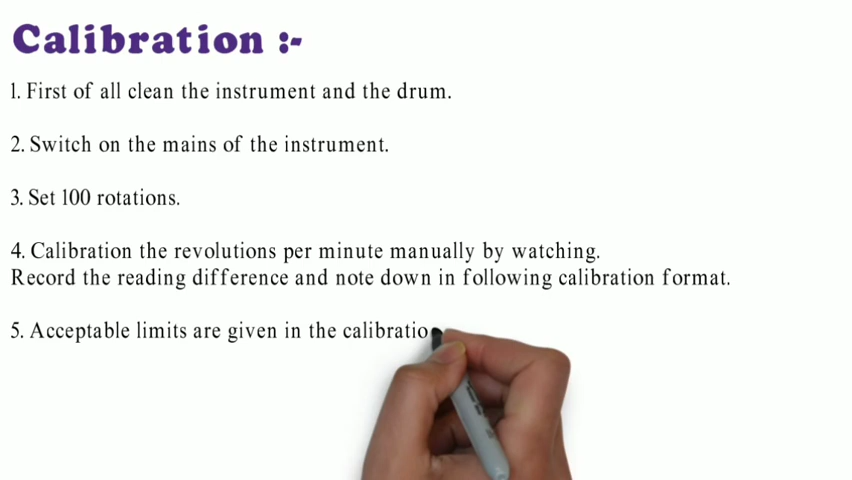 Calibration :-
1. First of all clean the instrument and the drum.
2. Switch on the mains of the instrument.
3. Set 100 rotations.
4. Calibration the revolutions per minute manually by watching.
Record the reading difference and note down in following calibration format.
5. Acceptable limits are given in the calibratio